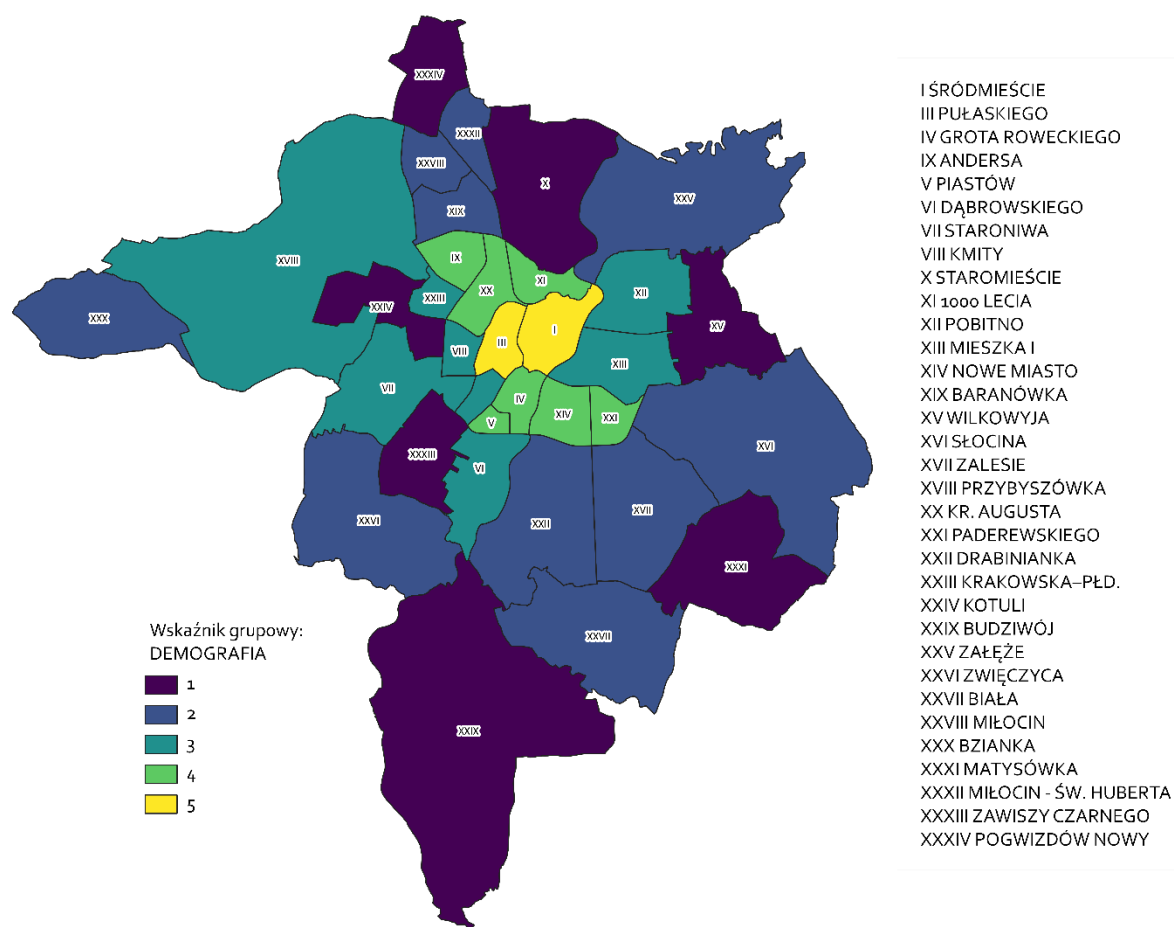 XXXIV
XXXII
XXVIII
X
XXV
XIX
IX
XVIII
XX
XI
XII
XXIII
XXIV
XV
XXX
I
III
VIII
XIII
VII
IV
XIV
XXI
V
XVI
XXXIII
VI
XXVI
XXII
XVII
XXXI
XXVII
XXIX
Wskaźnik grupowy:
DEMOGRAFIA
1
2
3
4
5
I ŚRÓDMIEŚCIE
III PUŁASKIEGO
IV GROTA ROWECKIEGO
IX ANDERSA
V PIASTÓW
VI DĄBROWSKIEGO
VII STARONIWA
VIII KMITY
X STAROMIEŚCIE
XI 1000 LECIA
XII POBITNO
XIII MIESZKA I
XIV NOWE MIASTO
XIX BARANÓWKA
XV WILKOWYJA
XVI SŁOCINA
XVII ZALESIE
XVIII PRZYBYSZÓWKA
XX KR. AUGUSTA
XXI PADEREWSKIEGO
XXII DRABINIANKA
XXIII KRAKOWSKA–PŁD.
XXIV KOTULI
XXIX BUDZIWÓJ
XXV ZAŁĘŻE
XXVI ZWIĘCZYCA
XXVII BIAŁA
XXVIII MIŁOCIN
XXX BZIANKA
XXXI MATYSÓWKA
XXXII MIŁOCIN - ŚW. HUBERTA
XXXIII ZAWISZY CZARNEGO
XXXIV POGWIZDÓW NOWY